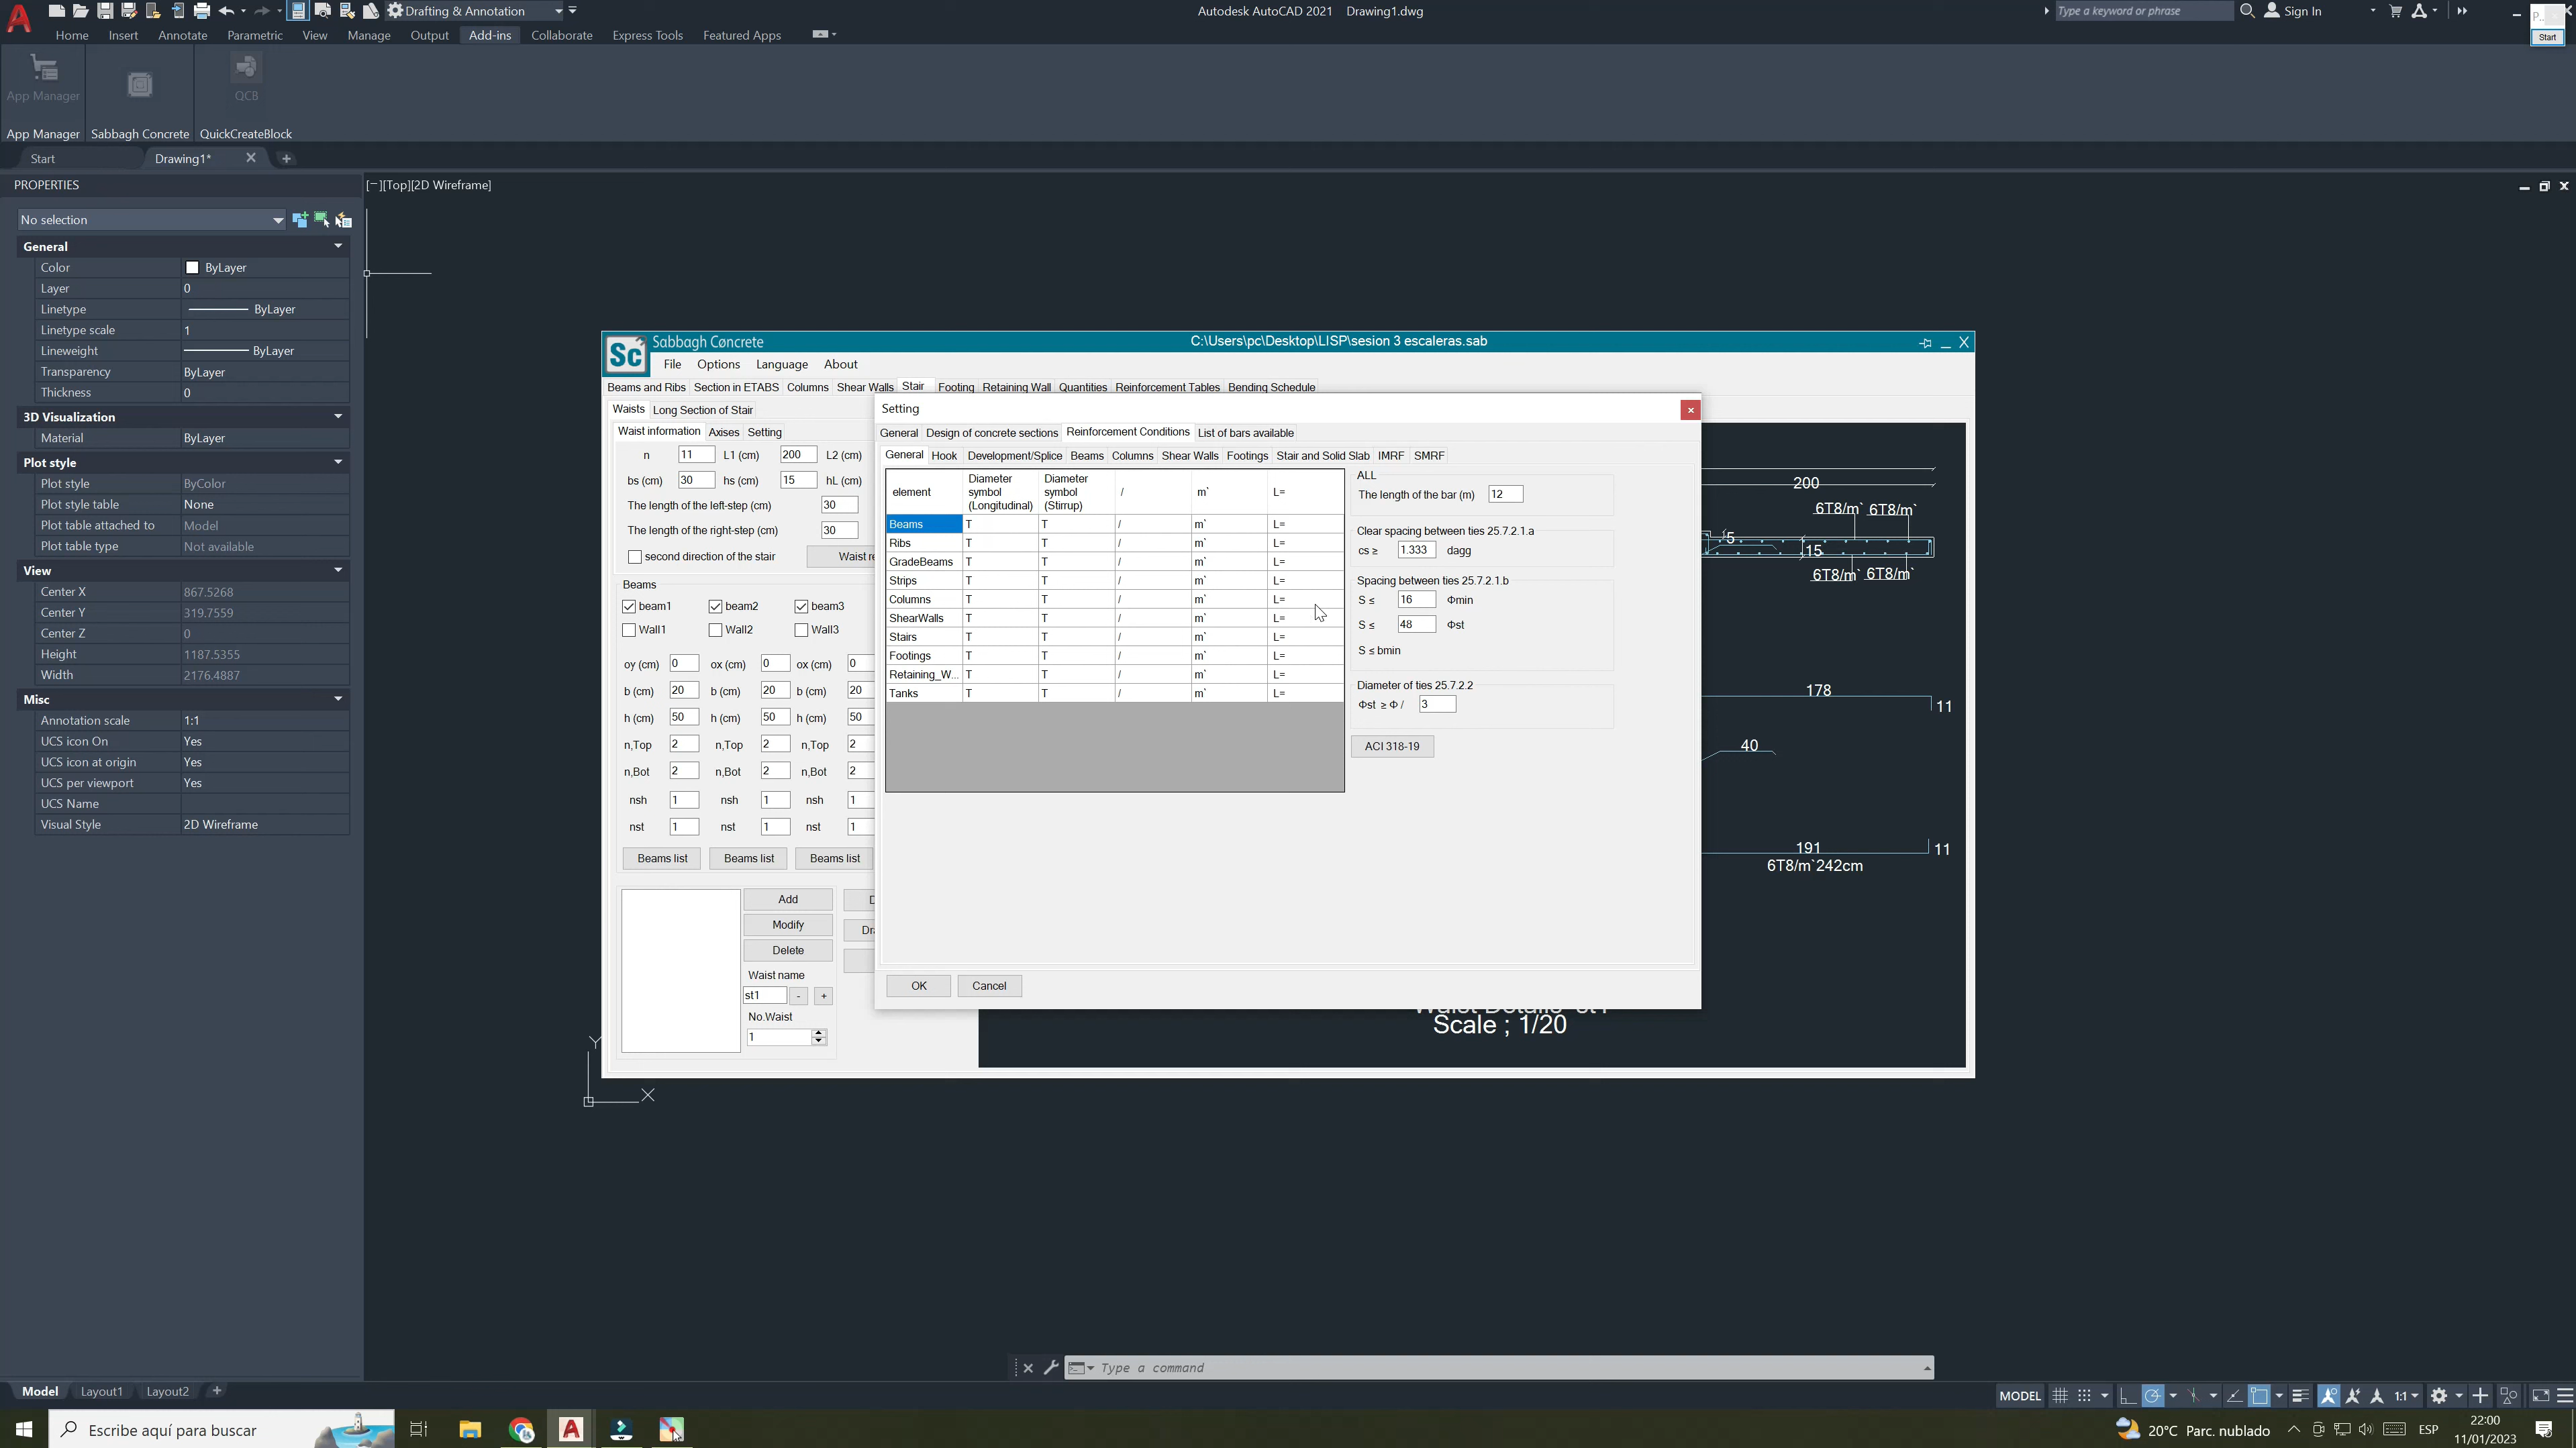 Drafting & Annotation
Autodesk AutoCAD 2021 Drawing1.dwg
Type a keyword or phrase
Sign In
Start
Home Insert Annotate Parametric View Manage Output Add-ins Collaborate Express Tools Featured Apps
App Manager QCB
App Manager Sabbagh Concrete QuickCreateBlock
Start Drawing1*
PROPERTIES
[−][Top][2D Wireframe]
No selection
General
Color ByLayer
Layer 0
Linetype ByLayer
Linetype scale 1
Lineweight ByLayer
Transparency ByLayer
Thickness 0
3D Visualization
Material ByLayer
Plot style
Plot style ByColor
Plot style table None
Plot table attached to Model
Plot table type Not available
View
Center X 867.5268
Center Y 319.7559
Center Z 0
Height 1187.5355
Width 2176.4887
Misc
Annotation scale 1:1
UCS icon On Yes
UCS icon at origin Yes
UCS per viewport Yes
UCS Name
Visual Style 2D Wireframe
Sc Sabbagh Concrete C:\Users\pc\Desktop\LISP\sesion 3 escaleras.sab
File Options Language About
Beams and Ribs Section in ETABS Columns Shear Walls Stair Footing Retaining Wall Quantities Reinforcement Tables Bending Schedule
Waists Long Section of Stair
Waist information Axises Setting
n 11 L1 (cm) 200 L2 (cm)
bs (cm) 30 hs (cm) 15 hL (cm)
The length of the left-step (cm) 30
The length of the right-step (cm) 30
second direction of the stair Waist re
Beams
beam1 beam2 beam3
Wall1 Wall2 Wall3
oy (cm) 0 ox (cm) 0 ox (cm) 0
b (cm) 20 b (cm) 20 b (cm) 20
h (cm) 50 h (cm) 50 h (cm) 50
n,Top 2 n,Top 2 n,Top 2
n,Bot 2 n,Bot 2 n,Bot 2
nsh 1 nsh 1 nsh 1
nst 1 nst 1 nst 1
Beams list Beams list Beams list
Add
Modify
Delete
Waist name
st1 - +
No.Waist
1
Setting
General Design of concrete sections Reinforcement Conditions List of bars available
General Hook Development/Splice Beams Columns Shear Walls Footings Stair and Solid Slab IMRF SMRF
element Diameter symbol (Longitudinal) Diameter symbol (Stirrup) / m` L=
Beams T T / m` L=
Ribs T T / m` L=
GradeBeams T T / m` L=
Strips T T / m` L=
Columns T T / m` L=
ShearWalls T T / m` L=
Stairs T T / m` L=
Footings T T / m` L=
Retaining_W... T T / m` L=
Tanks T T / m` L=
ALL
The length of the bar (m) 12
Clear spacing between ties 25.7.2.1.a
cs ≥ 1.333 dagg
Spacing between ties 25.7.2.1.b
S ≤ 16 Φmin
S ≤ 48 Φst
S ≤ bmin
Diameter of ties 25.7.2.2
Φst ≥ Φ / 3
ACI 318-19
OK Cancel
200
6T8/m` 6T8/m`
5
15
6T8/m` 6T8/m`
178
11
40
191
11
6T8/m`242cm
Scale ; 1/20
Y
X
Type a command
Model Layout1 Layout2
MODEL 1:1
Escribe aquí para buscar
20°C Parc. nublado ESP
22:00
11/01/2023